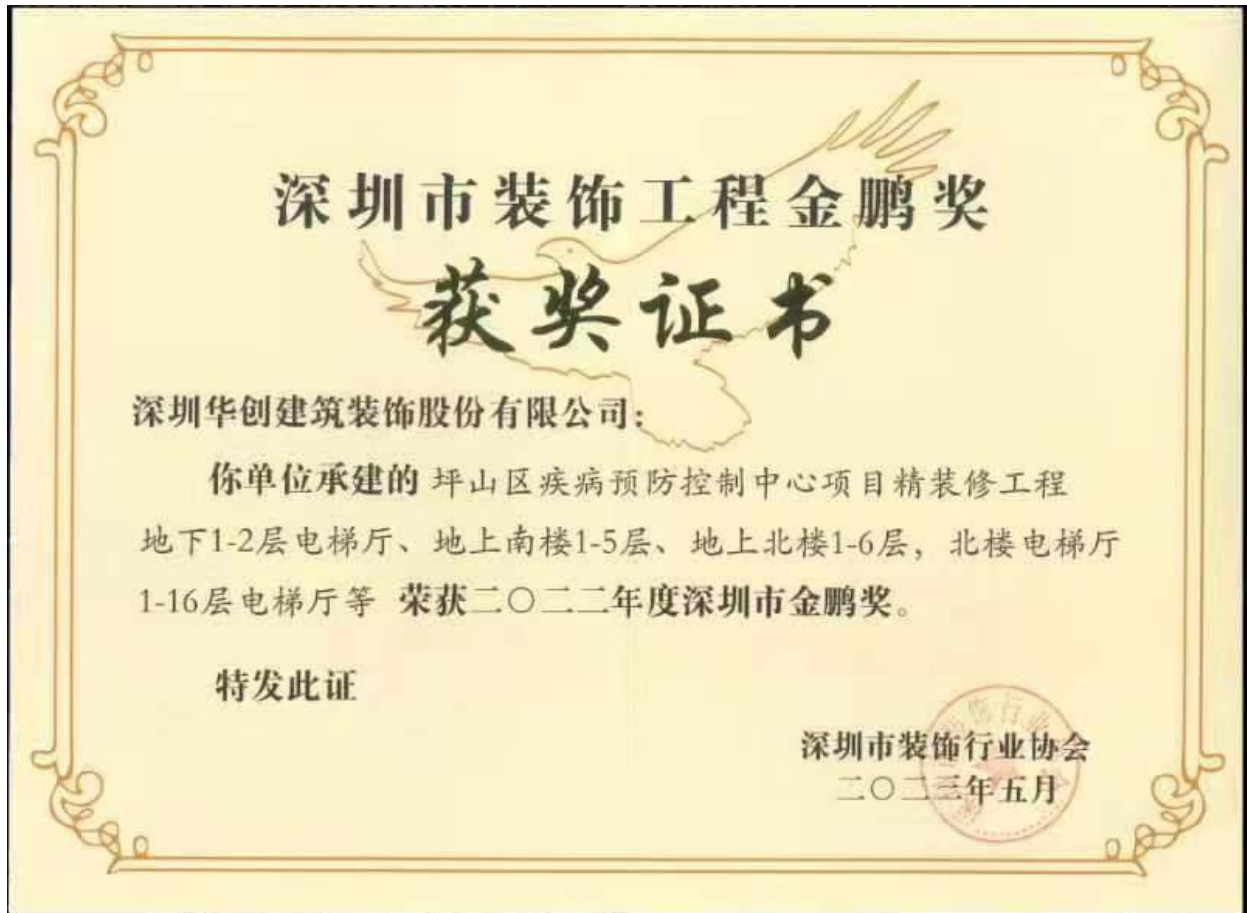 深圳市装饰工程金鹏奖
获奖证书
深圳华创建筑装饰股份有限公司：
你单位承建的 坪山区疾病预防控制中心项目精装修工程
地下1-2层电梯厅、地上南楼1-5层、地上北楼1-6层，北楼电梯厅
1-16层电梯厅等 荣获二〇二二年度深圳市金鹏奖。
特发此证
深圳市装饰行业协会
二〇二三年五月